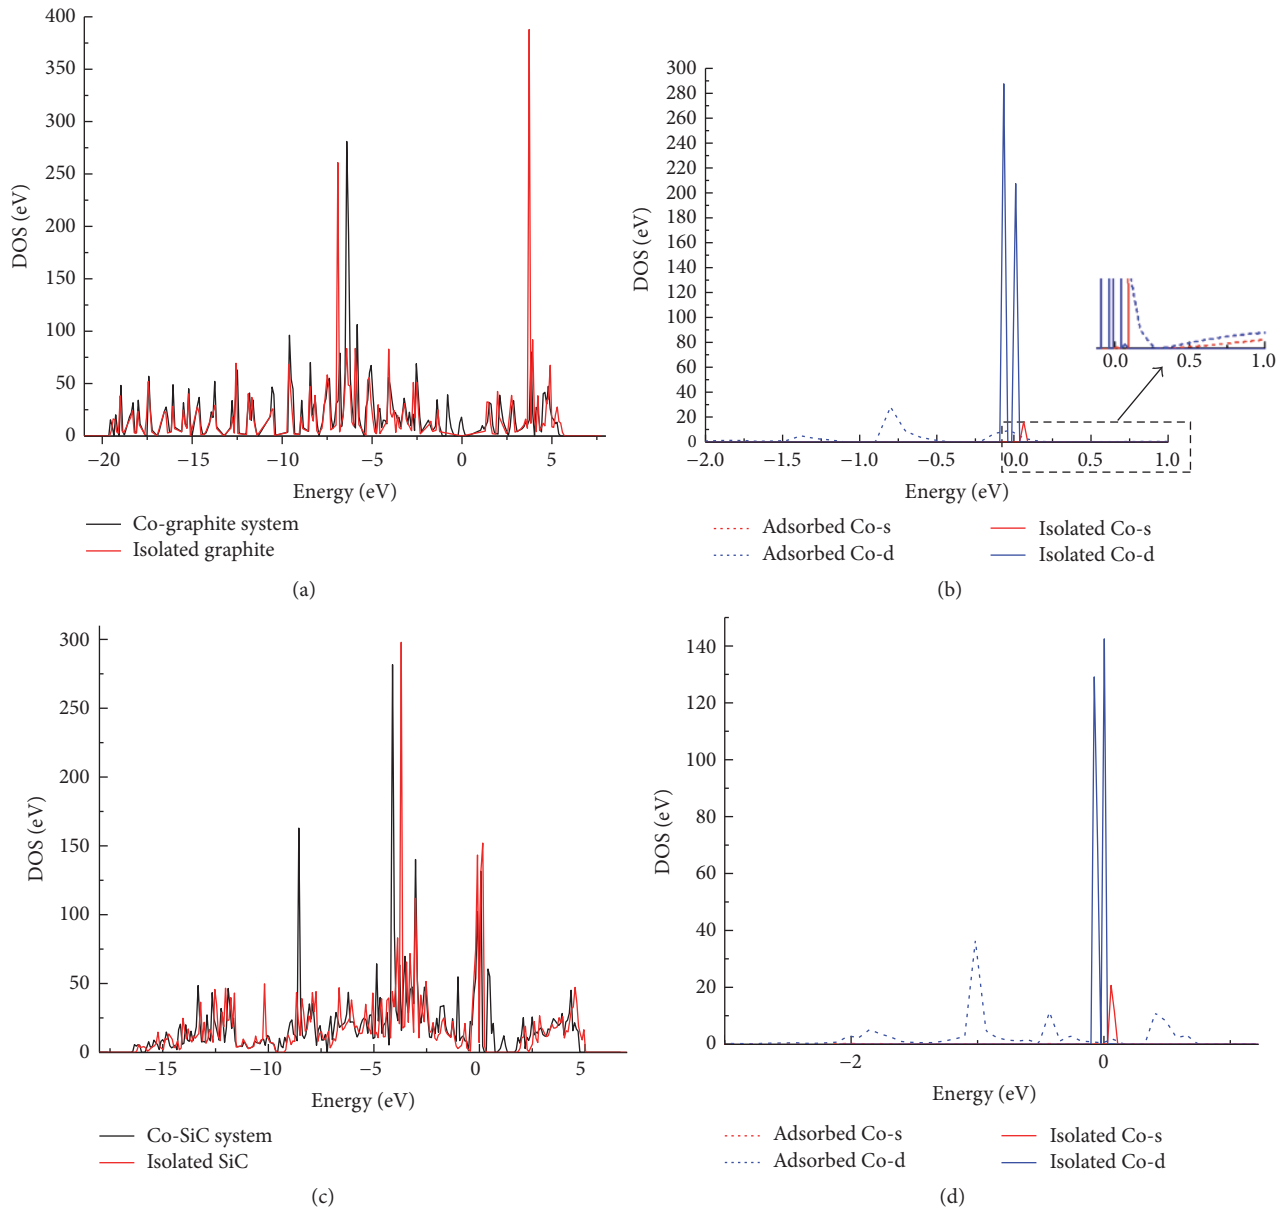 400
350
300
250
200
150
100
50
0
DOS (eV)
−20 −15 −10 −5 0 5
Energy (eV)
Co-graphite system
Isolated graphite
(a)
300
280
260
240
220
200
180
160
140
120
100
80
60
40
20
0
DOS (eV)
0.0 0.5 1.0
−2.0 −1.5 −1.0 −0.5 0.0 0.5 1.0
Energy (eV)
Adsorbed Co-s Isolated Co-s
Adsorbed Co-d Isolated Co-d
(b)
300
250
200
150
100
50
0
DOS (eV)
−15 −10 −5 0 5
Energy (eV)
Co-SiC system
Isolated SiC
(c)
140
120
100
80
60
40
20
0
DOS (eV)
−2 0
Energy (eV)
Adsorbed Co-s Isolated Co-s
Adsorbed Co-d Isolated Co-d
(d)